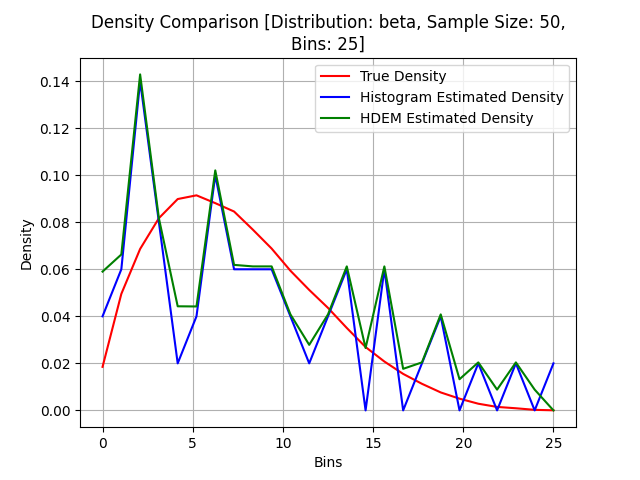 Density Comparison [Distribution: beta, Sample Size: 50,
Bins: 25]
True Density
Histogram Estimated Density
HDEM Estimated Density
Density
0.14
0.12
0.10
0.08
0.06
0.04
0.02
0.00
0
5
10
15
20
25
Bins